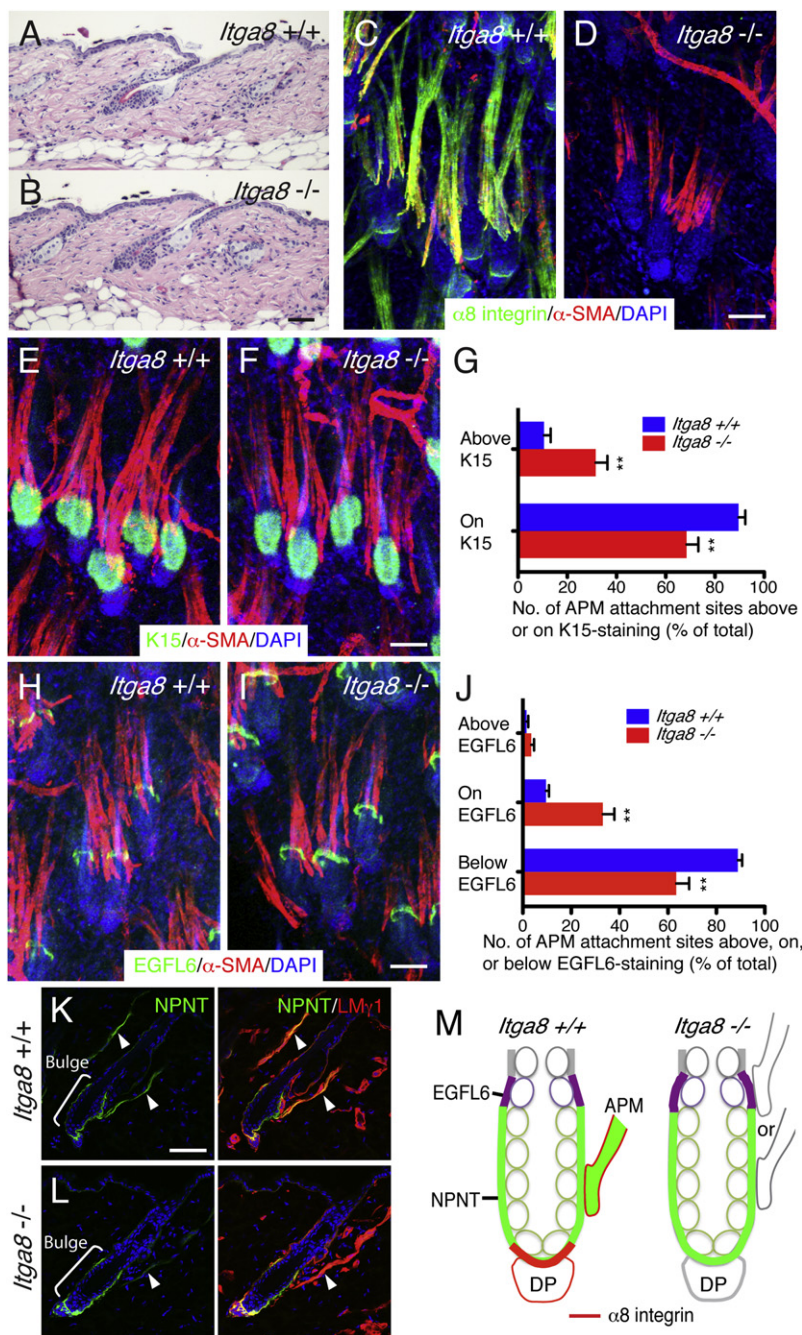 A
Itga8 +/+
B
Itga8 -/-
C
Itga8 +/+
D
Itga8 -/-
α8 integrin/α-SMA/DAPI
E
Itga8 +/+
F
Itga8 -/-
K15/α-SMA/DAPI
G
Itga8 +/+
Itga8 -/-
Above
K15
**
On
K15
**
0 20 40 60 80 100
No. of APM attachment sites above
or on K15-staining (% of total)
H
Itga8 +/+
I
Itga8 -/-
EGFL6/α-SMA/DAPI
J
Itga8 +/+
Itga8 -/-
Above
EGFL6
On
EGFL6
**
Below
EGFL6
**
0 20 40 60 80 100
No. of APM attachment sites above, on,
or below EGFL6-staining (% of total)
K
NPNT
NPNT/LMγ1
Itga8 +/+
Bulge
L
Itga8 -/-
Bulge
M
Itga8 +/+
Itga8 -/-
EGFL6
APM
or
NPNT
DP
DP
α8 integrin